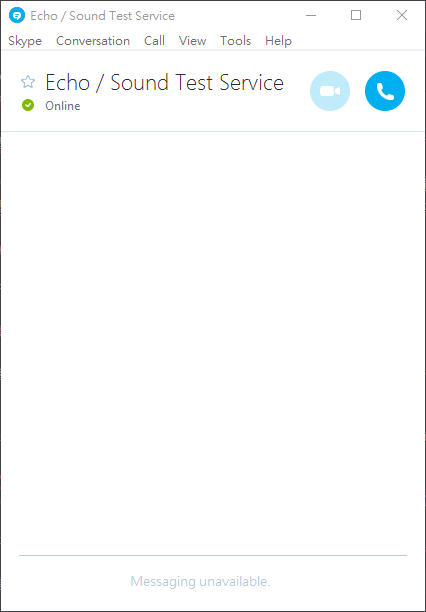 Echo / Sound Test Service
Skype Conversation Call View Tools Help
Echo / Sound Test Service
Online
Messaging unavailable.